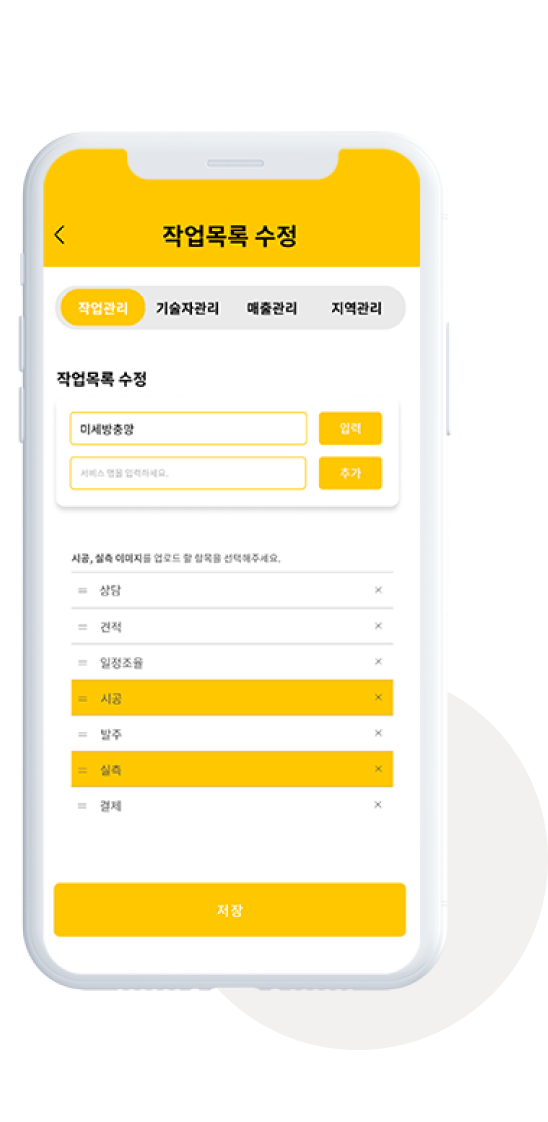 작업목록 수정
작업관리 기술자관리 매출관리 지역관리
작업목록 수정
미세방충망 입력
서비스 명을 입력하세요. 추가
시공, 실측 이미지를 업로드 할 항목을 선택해주세요.
상담
견적
일정조율
시공
발주
실측
결제
저장